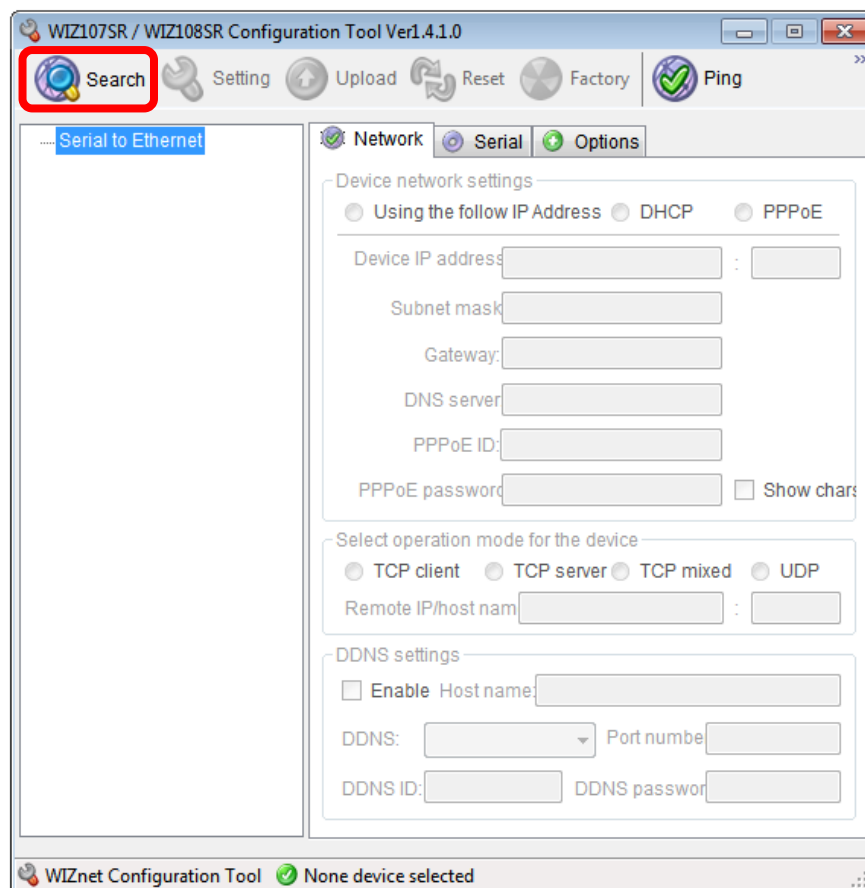 WIZ107SR / WIZ108SR Configuration Tool Ver1.4.1.0
Search Setting Upload Reset Factory Ping »
Serial to Ethernet
Network Serial Options
Device network settings
Using the follow IP Address DHCP PPPoE
Device IP address :
Subnet mask
Gateway:
DNS server
PPPoE ID:
PPPoE password Show chars
Select operation mode for the device
TCP client TCP server TCP mixed UDP
Remote IP/host nam :
DDNS settings
Enable Host name:
DDNS: Port numbe
DDNS ID: DDNS passwor
WIZnet Configuration Tool None device selected